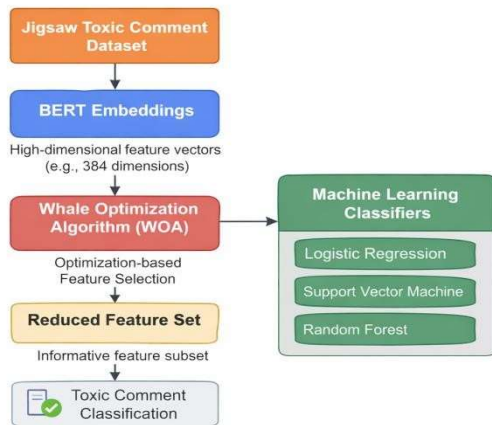 Jigsaw Toxic Comment
Dataset
BERT Embeddings
High-dimensional feature vectors
(e.g., 384 dimensions)
Whale Optimization
Algorithm (WOA)
Optimization-based
Feature Selection
Reduced Feature Set
Informative feature subset
Toxic Comment
Classification
Machine Learning
Classifiers
Logistic Regression
Support Vector Machine
Random Forest